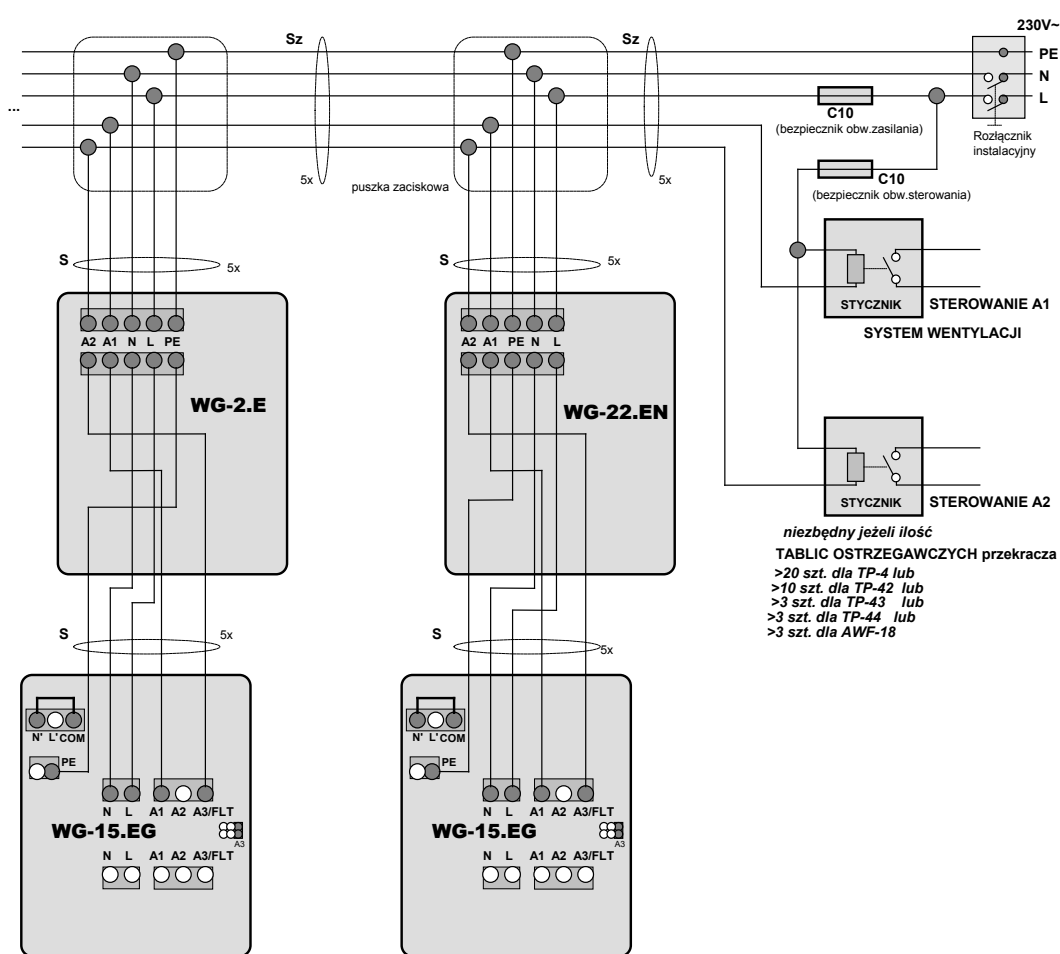 230V~
Sz
Sz
PE
N
L
...
C10
(bezpiecznik obw.zasilania)
Rozłącznik
instalacyjny
5x
puszka zaciskowa
5x
C10
(bezpiecznik obw.sterowania)
S
5x
S
5x
STYCZNIK
STEROWANIE A1
SYSTEM WENTYLACJI
A2 A1 N L PE
A2 A1 PE N L
WG-2.E
WG-22.EN
STYCZNIK
STEROWANIE A2
niezbędny jeżeli ilość
TABLIC OSTRZEGAWCZYCH przekracza
>20 szt. dla TP-4 lub
>10 szt. dla TP-42 lub
>3 szt. dla TP-43 lub
>3 szt. dla TP-44 lub
>3 szt. dla AWF-18
S
5x
S
5x
N' L' COM
PE
N L A1 A2 A3/FLT
WG-15.EG
A3
N L A1 A2 A3/FLT
N' L' COM
PE
N L A1 A2 A3/FLT
WG-15.EG
A3
N L A1 A2 A3/FLT